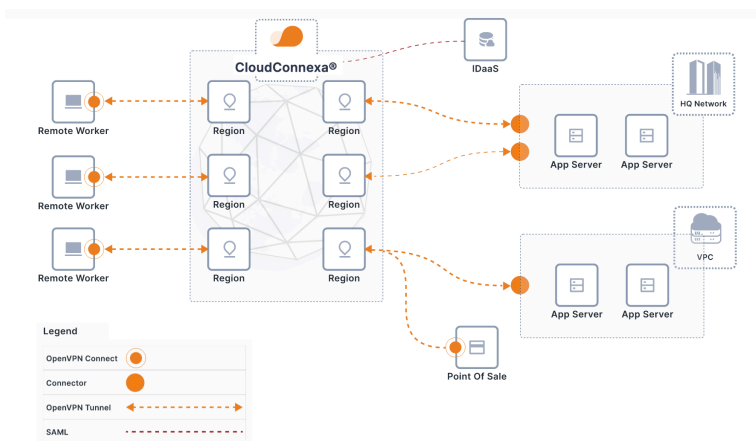 CloudConnexa®
IDaaS
HQ Network
Remote Worker
Region
Region
App Server
App Server
Remote Worker
Region
Region
VPC
Remote Worker
Region
Region
App Server
App Server
Point Of Sale
Legend
OpenVPN Connect
Connector
OpenVPN Tunnel
SAML